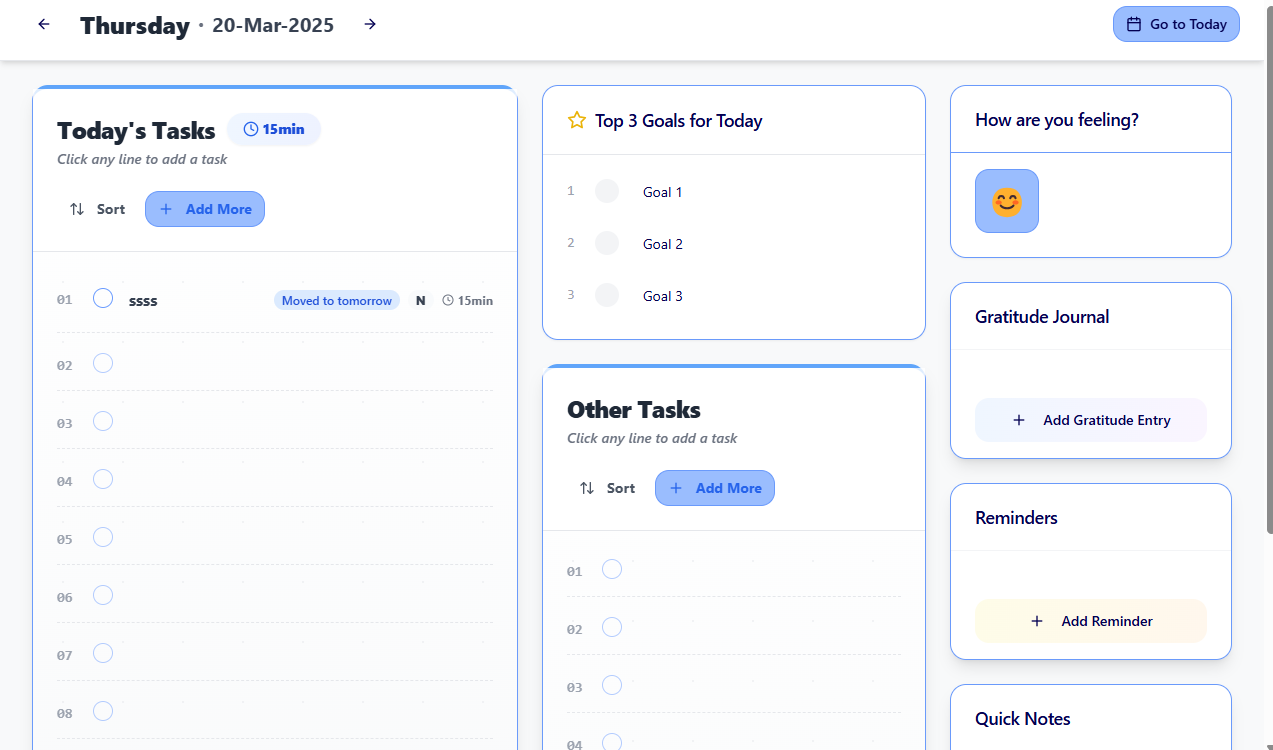 Thursday · 20-Mar-2025
Go to Today
Today's Tasks
15min
Click any line to add a task
Sort
Add More
01 ssss Moved to tomorrow N 15min
02
03
04
05
06
07
08
Top 3 Goals for Today
1 Goal 1
2 Goal 2
3 Goal 3
Other Tasks
Click any line to add a task
Sort
Add More
01
02
03
04
How are you feeling?
Gratitude Journal
Add Gratitude Entry
Reminders
Add Reminder
Quick Notes